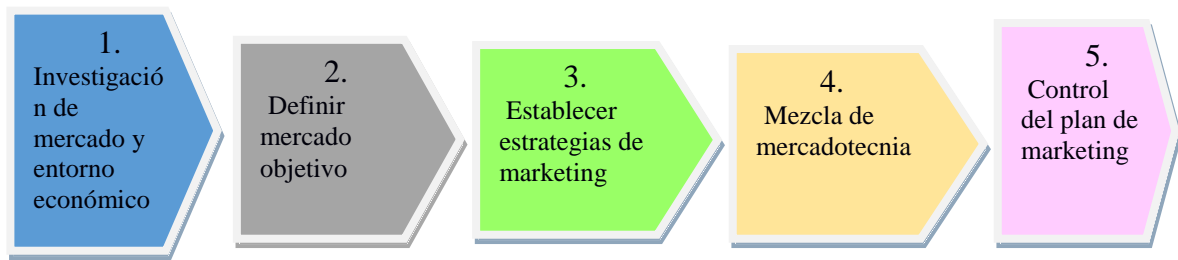 1.
Investigació
n de
mercado y
entorno
económico
2.
Definir
mercado
objetivo
3.
Establecer
estrategias de
marketing
4.
Mezcla de
mercadotecnia
5.
Control
del plan de
marketing